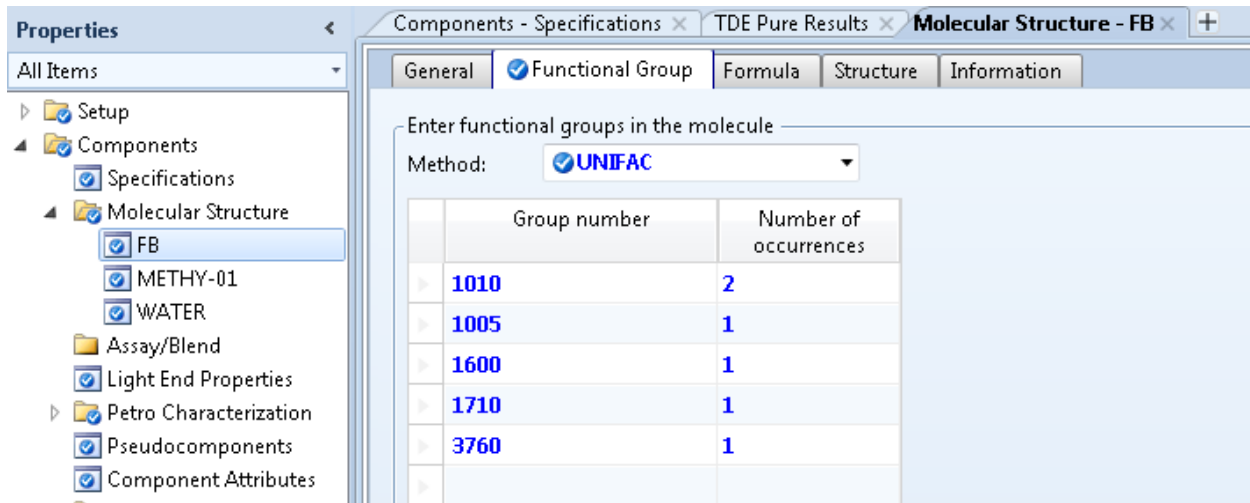 Properties
All Items
Setup
Components
Specifications
Molecular Structure
FB
METHY-01
WATER
Assay/Blend
Light End Properties
Petro Characterization
Pseudocomponents
Component Attributes
Components - Specifications × TDE Pure Results × Molecular Structure - FB × +
General Functional Group Formula Structure Information
Enter functional groups in the molecule
Method: UNIFAC
Group number Number of
occurrences
1010 2
1005 1
1600 1
1710 1
3760 1